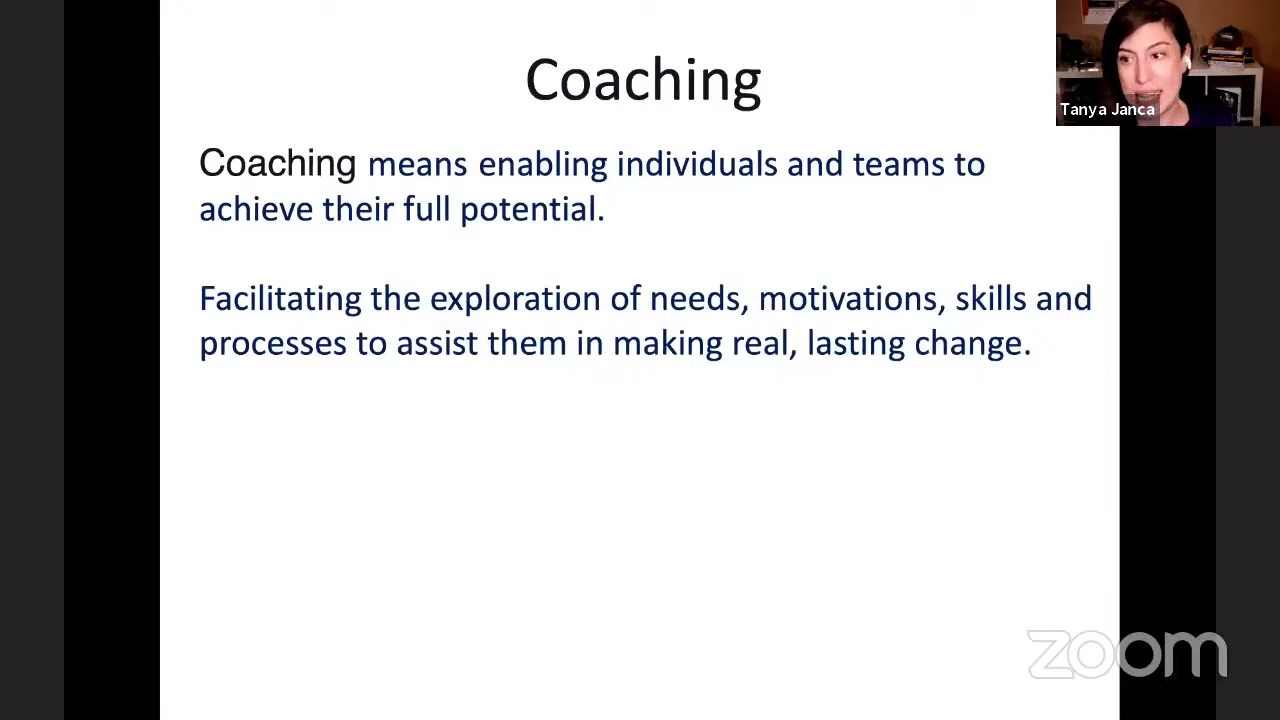 Coaching
Tanya Janca
Coaching means enabling individuals and teams to
achieve their full potential.
Facilitating the exploration of needs, motivations, skills and
processes to assist them in making real, lasting change.
zoom